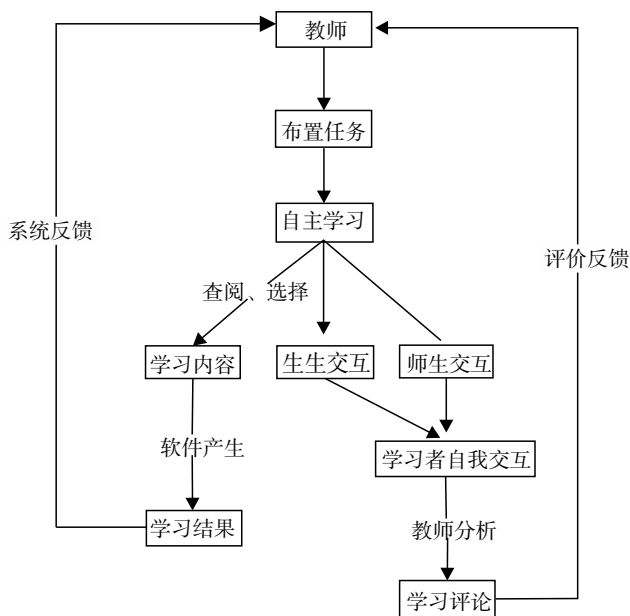 教师
布置任务
自主学习
系统反馈
评价反馈
查阅、选择
学习内容
生生交互
师生交互
软件产生
学习者自我交互
学习结果
教师分析
学习评论